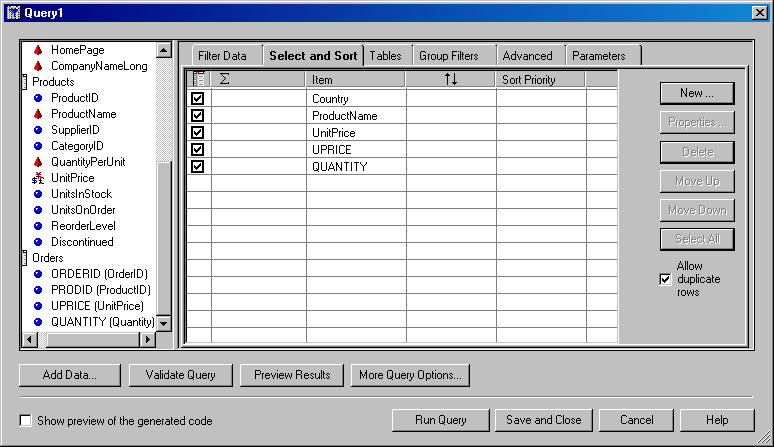 Query1
HomePage
CompanyNameLong
Products
ProductID
ProductName
SupplierID
CategoryID
QuantityPerUnit
UnitPrice
UnitsInStock
UnitsOnOrder
ReorderLevel
Discontinued
Orders
ORDERID (OrderID)
PRODID (ProductID)
UPRICE (UnitPrice)
QUANTITY (Quantity)
Filter Data Select and Sort Tables Group Filters Advanced Parameters
Σ Item ↑↓ Sort Priority
Country
ProductName
UnitPrice
UPRICE
QUANTITY
New ...
Properties ...
Delete
Move Up
Move Down
Select All
Allow
duplicate
rows
Add Data... Validate Query Preview Results More Query Options...
Show preview of the generated code
Run Query Save and Close Cancel Help